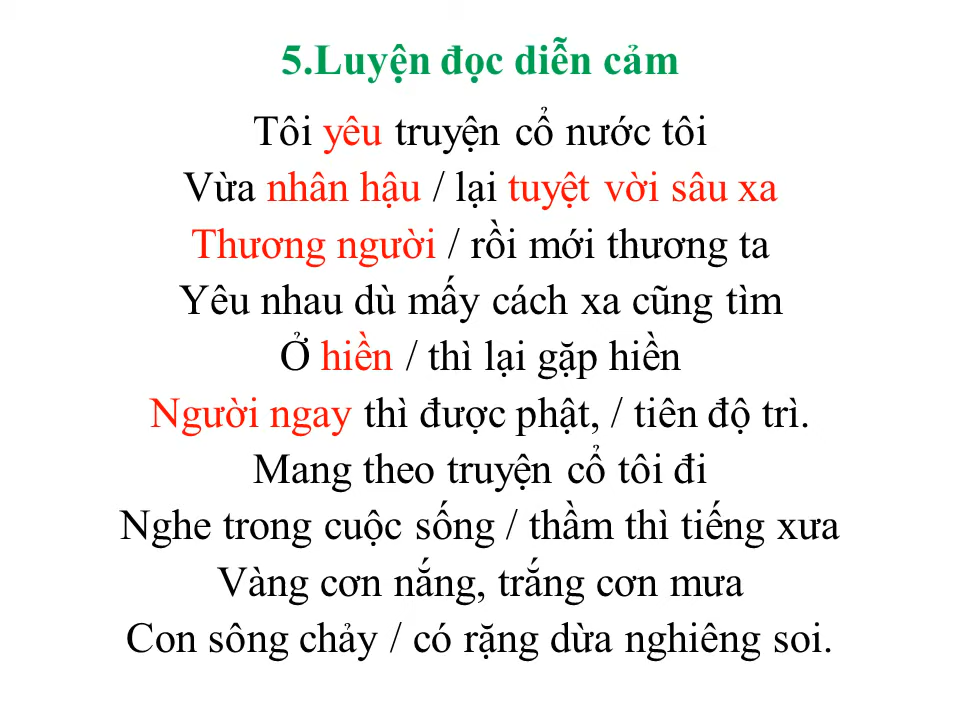 5.Luyện đọc diễn cảm
Tôi yêu truyện cổ nước tôi
Vừa nhân hậu / lại tuyệt vời sâu xa
Thương người / rồi mới thương ta
Yêu nhau dù mấy cách xa cũng tìm
Ở hiền / thì lại gặp hiền
Người ngay thì được phật, / tiên độ trì.
Mang theo truyện cổ tôi đi
Nghe trong cuộc sống / thầm thì tiếng xưa
Vàng cơn nắng, trắng cơn mưa
Con sông chảy / có rặng dừa nghiêng soi.